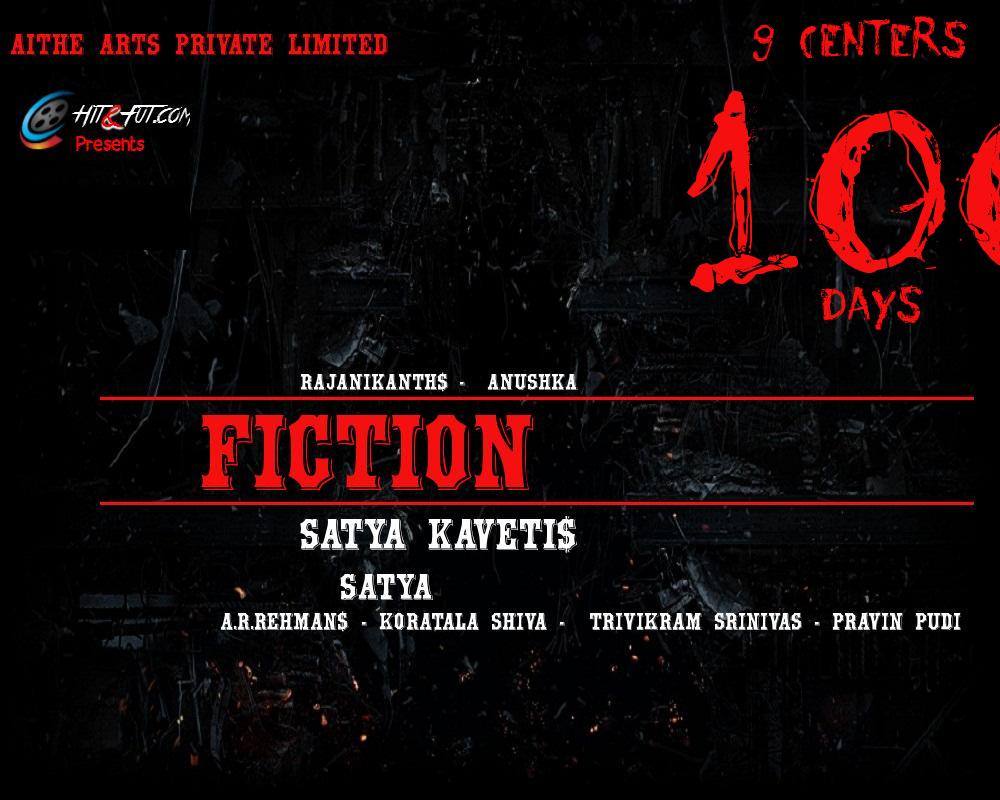 AITHE ARTS PRIVATE LIMITED
9 CENTERS
HIT&FUT.COM
Presents
100
DAYS
RAJANIKANTH$ - ANUSHKA
FICTION
SATYA KAVETI$
SATYA
A.R.REHMAN$ - KORATALA SHIVA - TRIVIKRAM SRINIVAS - PRAVIN PUDI